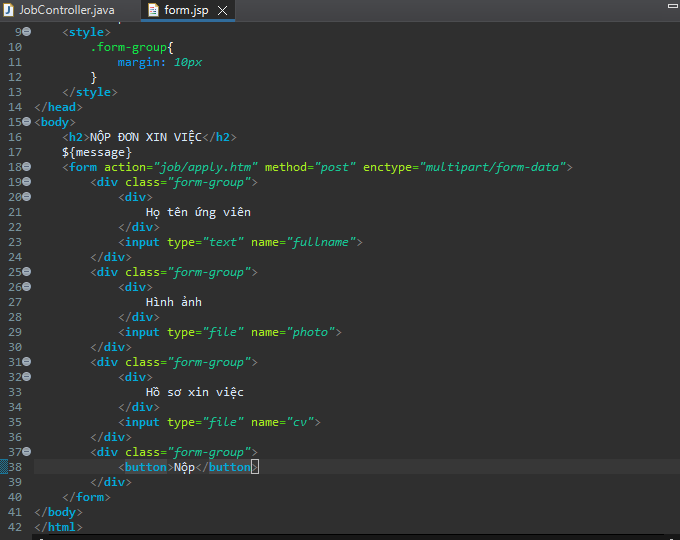 JobController.java
form.jsp
9 <style>
10 .form-group{
11 margin: 10px
12 }
13 </style>
14 </head>
15 <body>
16 <h2>NỘP ĐƠN XIN VIỆC</h2>
17 ${message}
18 <form action="job/apply.htm" method="post" enctype="multipart/form-data">
19 <div class="form-group">
20 <div>
21 Họ tên ứng viên
22 </div>
23 <input type="text" name="fullname">
24 </div>
25 <div class="form-group">
26 <div>
27 Hình ảnh
28 </div>
29 <input type="file" name="photo">
30 </div>
31 <div class="form-group">
32 <div>
33 Hồ sơ xin việc
34 </div>
35 <input type="file" name="cv">
36 </div>
37 <div class="form-group">
38 <button>Nộp</button>
39 </div>
40 </form>
41 </body>
42 </html>